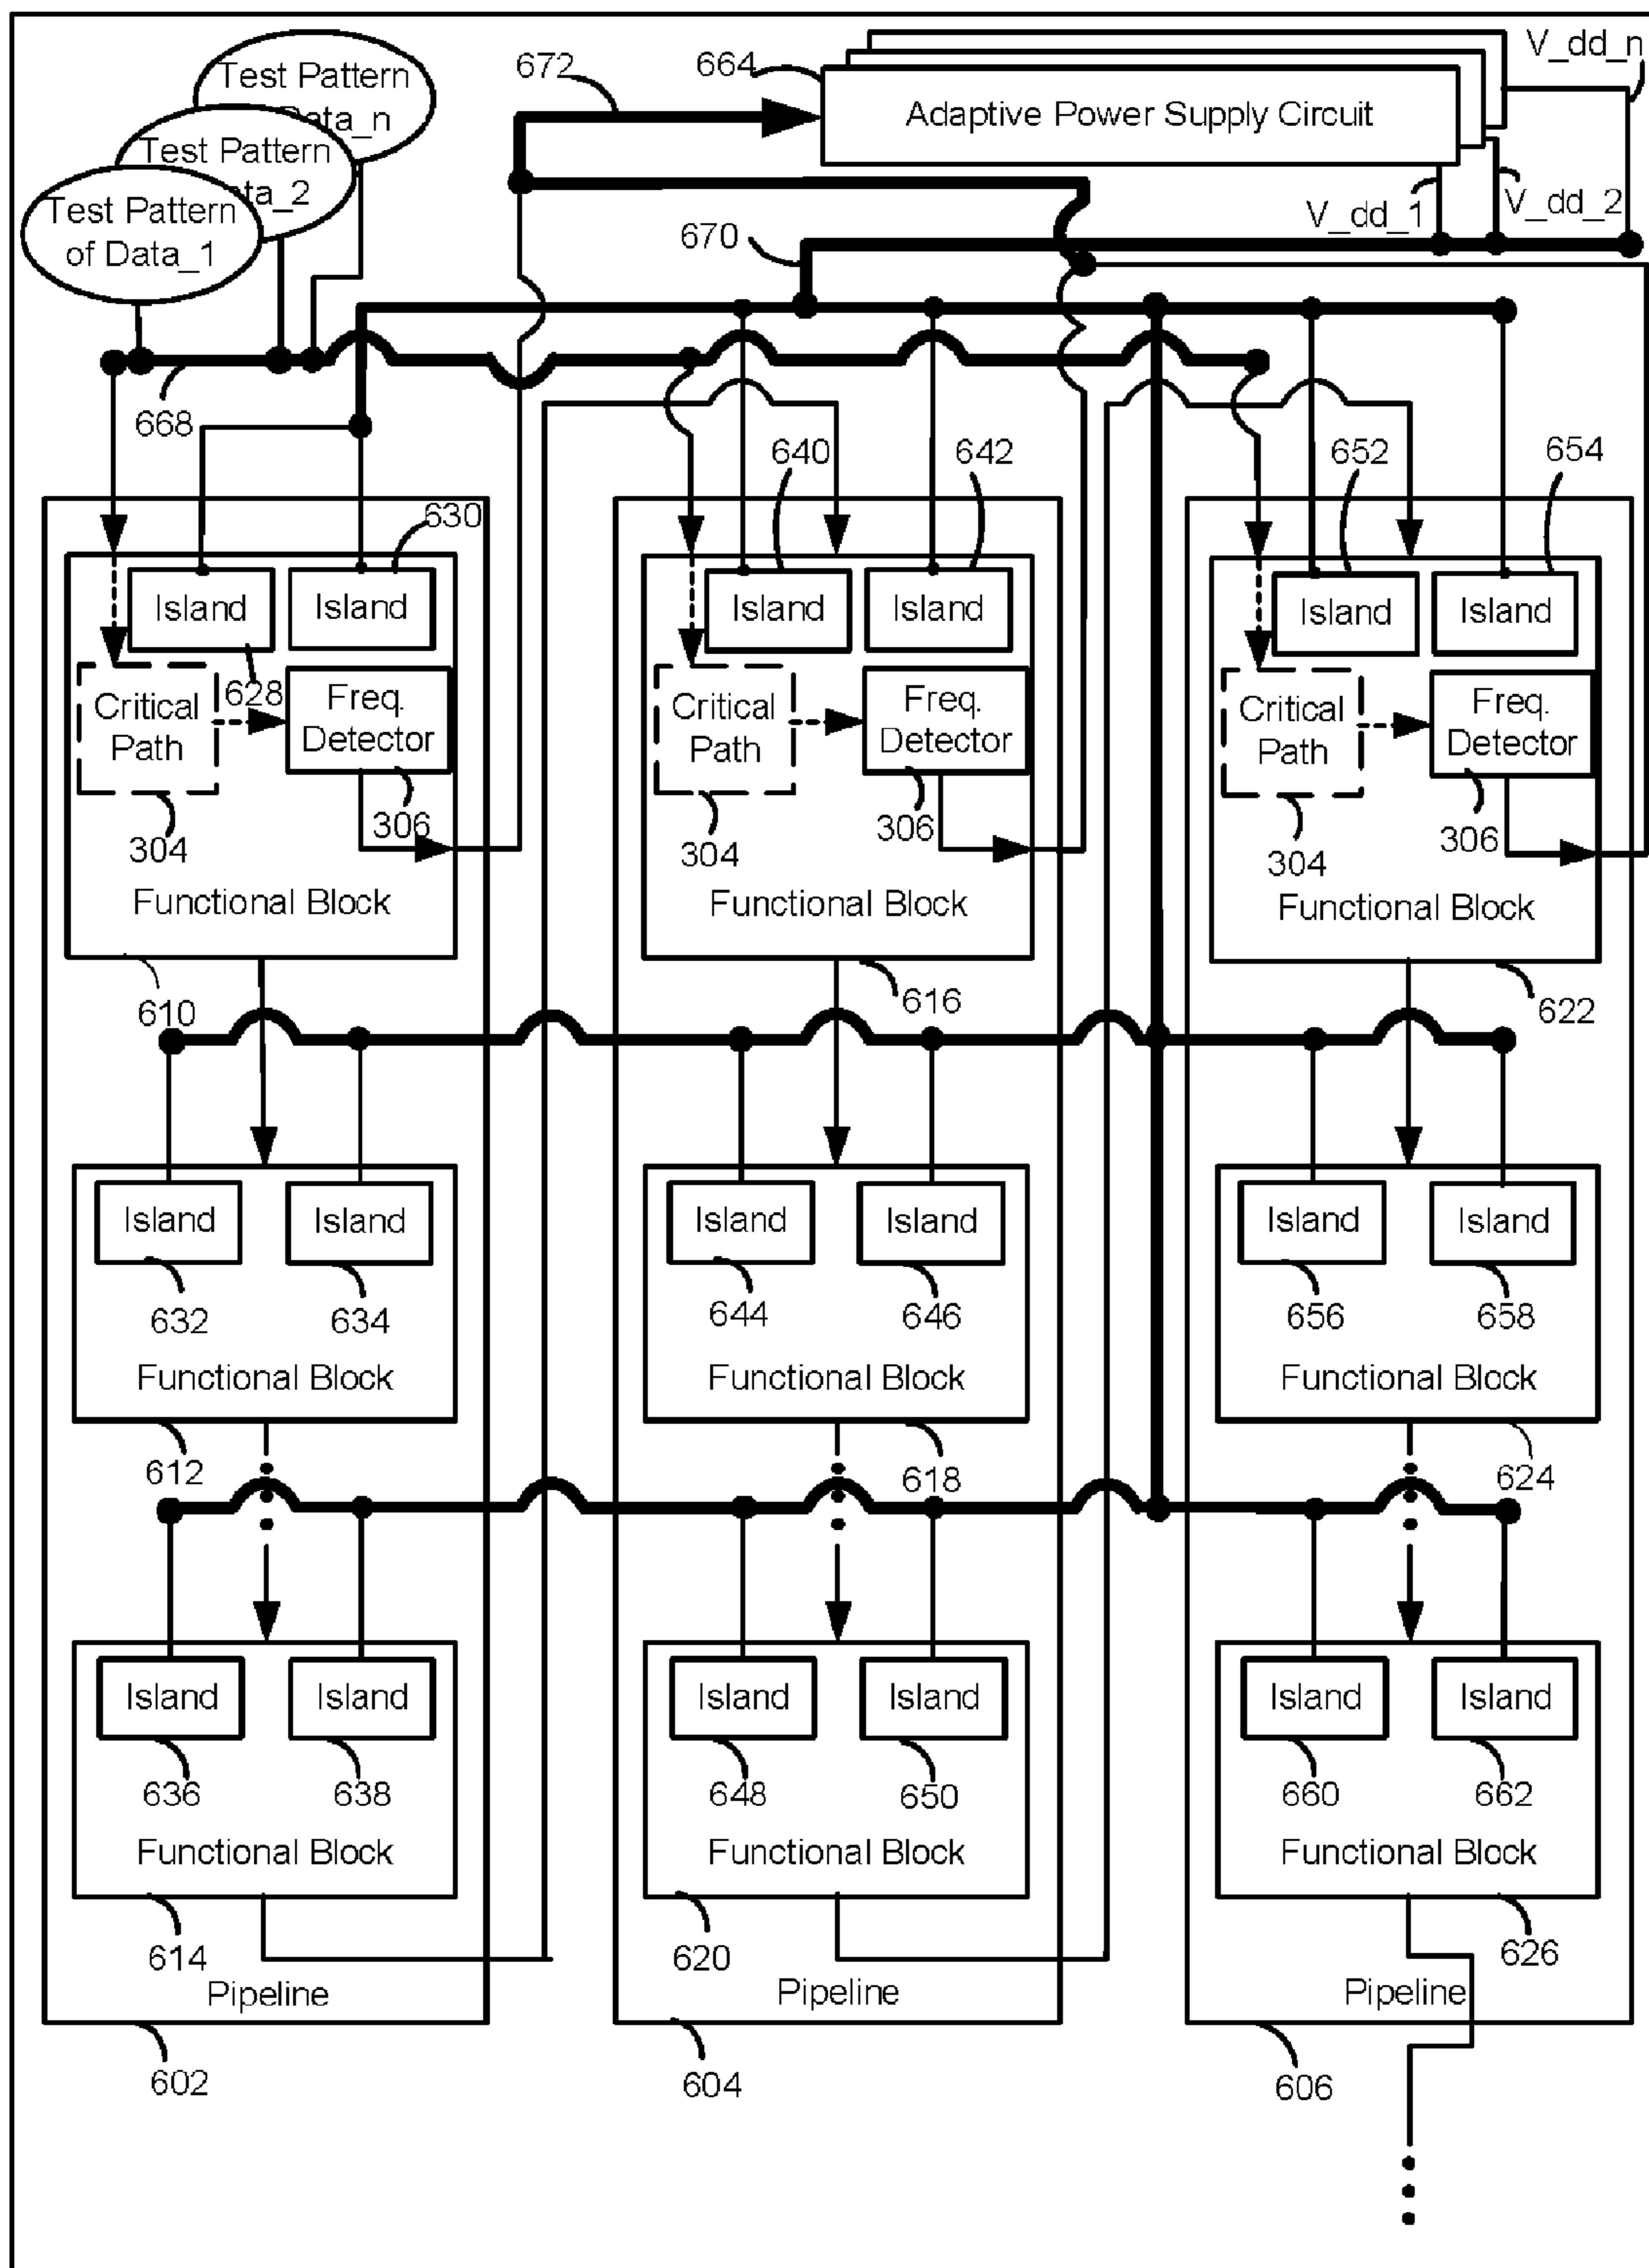 Test Pattern
Data_n
Test Pattern
ata_2
Test Pattern
of Data_1
672
664
Adaptive Power Supply Circuit
V_dd_n
V_dd_1
V_dd_2
670
668
640
642
652
654
630
Island
Island
Island
Island
Island
Island
628
Critical
Path
Freq.
Detector
Critical
Path
Freq.
Detector
Critical
Path
Freq.
Detector
304
306
304
306
304
306
Functional Block
Functional Block
Functional Block
610
616
622
Island
Island
Island
Island
Island
Island
632
634
644
646
656
658
Functional Block
Functional Block
Functional Block
612
618
624
Island
Island
Island
Island
Island
Island
636
638
648
650
660
662
Functional Block
Functional Block
Functional Block
614
620
626
Pipeline
Pipeline
Pipeline
602
604
606